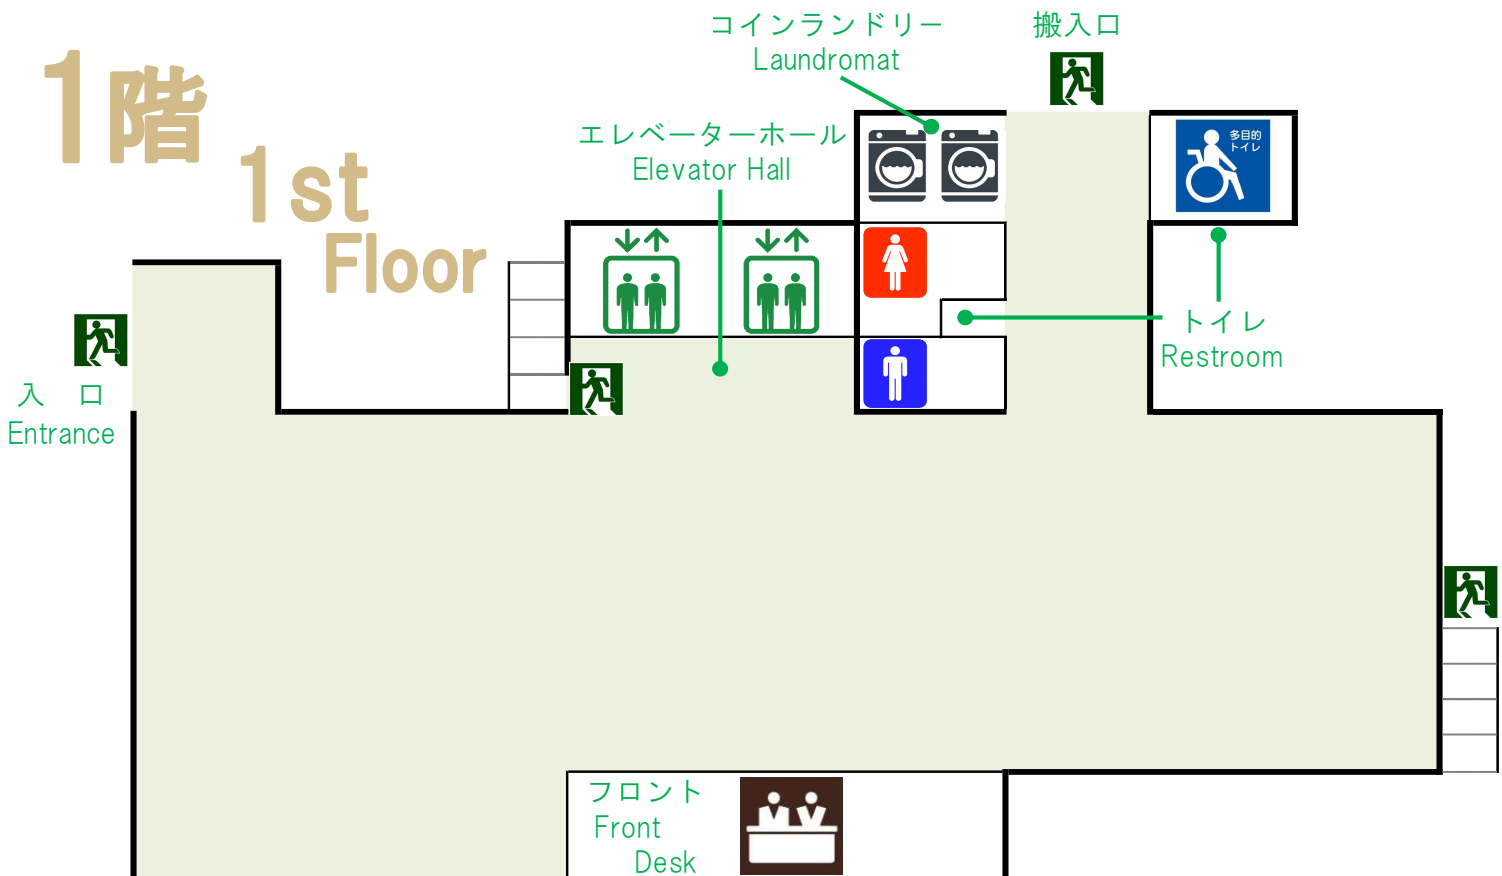 1階
1st
Floor
コインランドリー
Laundromat
搬入口
エレベーターホール
Elevator Hall
多目的
トイレ
入 口
Entrance
トイレ
Restroom
フロント
Front
Desk